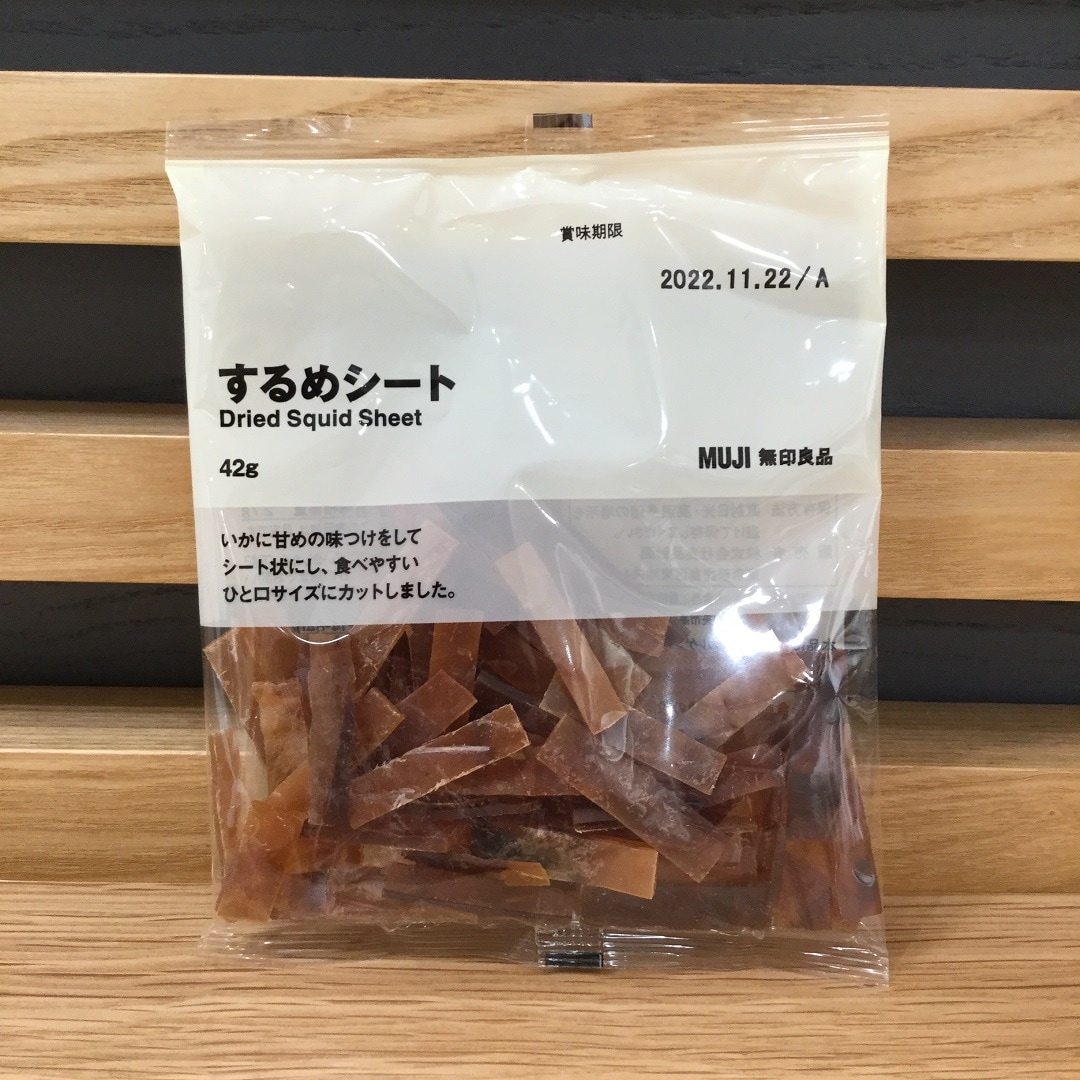 賞味期限
2022.11.22/A
するめシート
Dried Squid Sheet
42g
MUJI 無印良品
いかに甘めの味つけをして
シート状にし、食べやすい
ひと口サイズにカットしました。